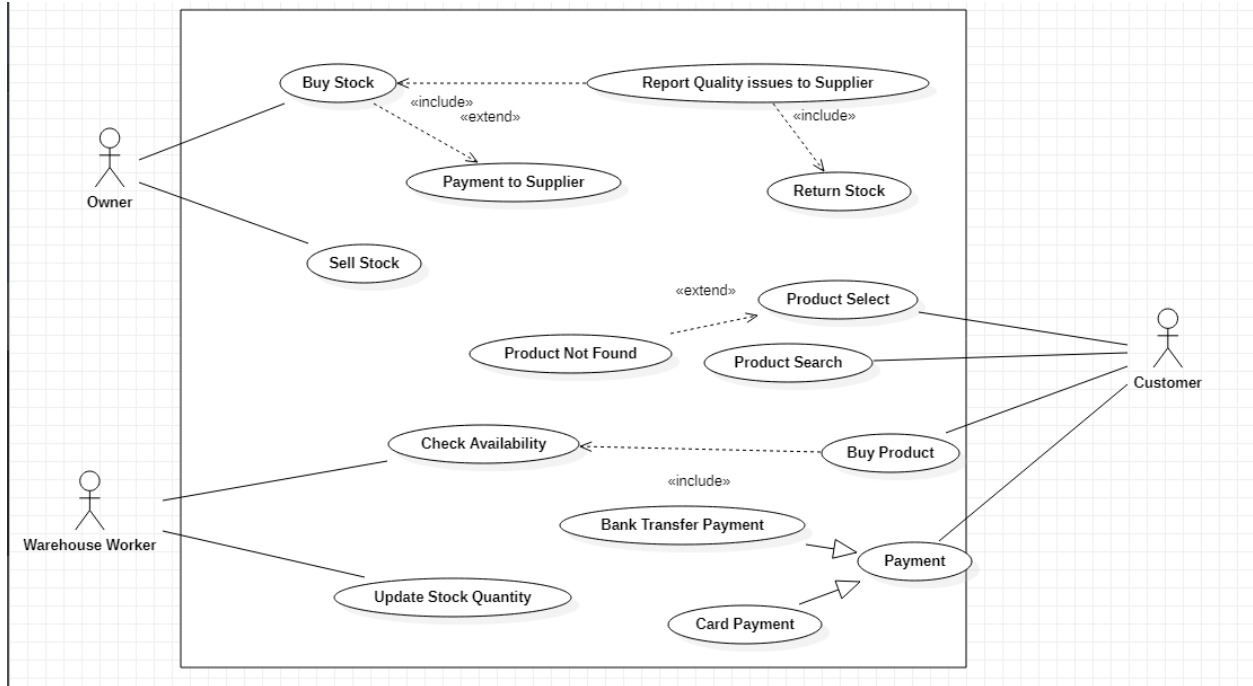 Buy Stock
Report Quality issues to Supplier
«include»
«extend»
«include»
Payment to Supplier
Return Stock
Owner
Sell Stock
«extend»
Product Select
Product Not Found
Product Search
Customer
Check Availability
Buy Product
«include»
Bank Transfer Payment
Warehouse Worker
Payment
Update Stock Quantity
Card Payment